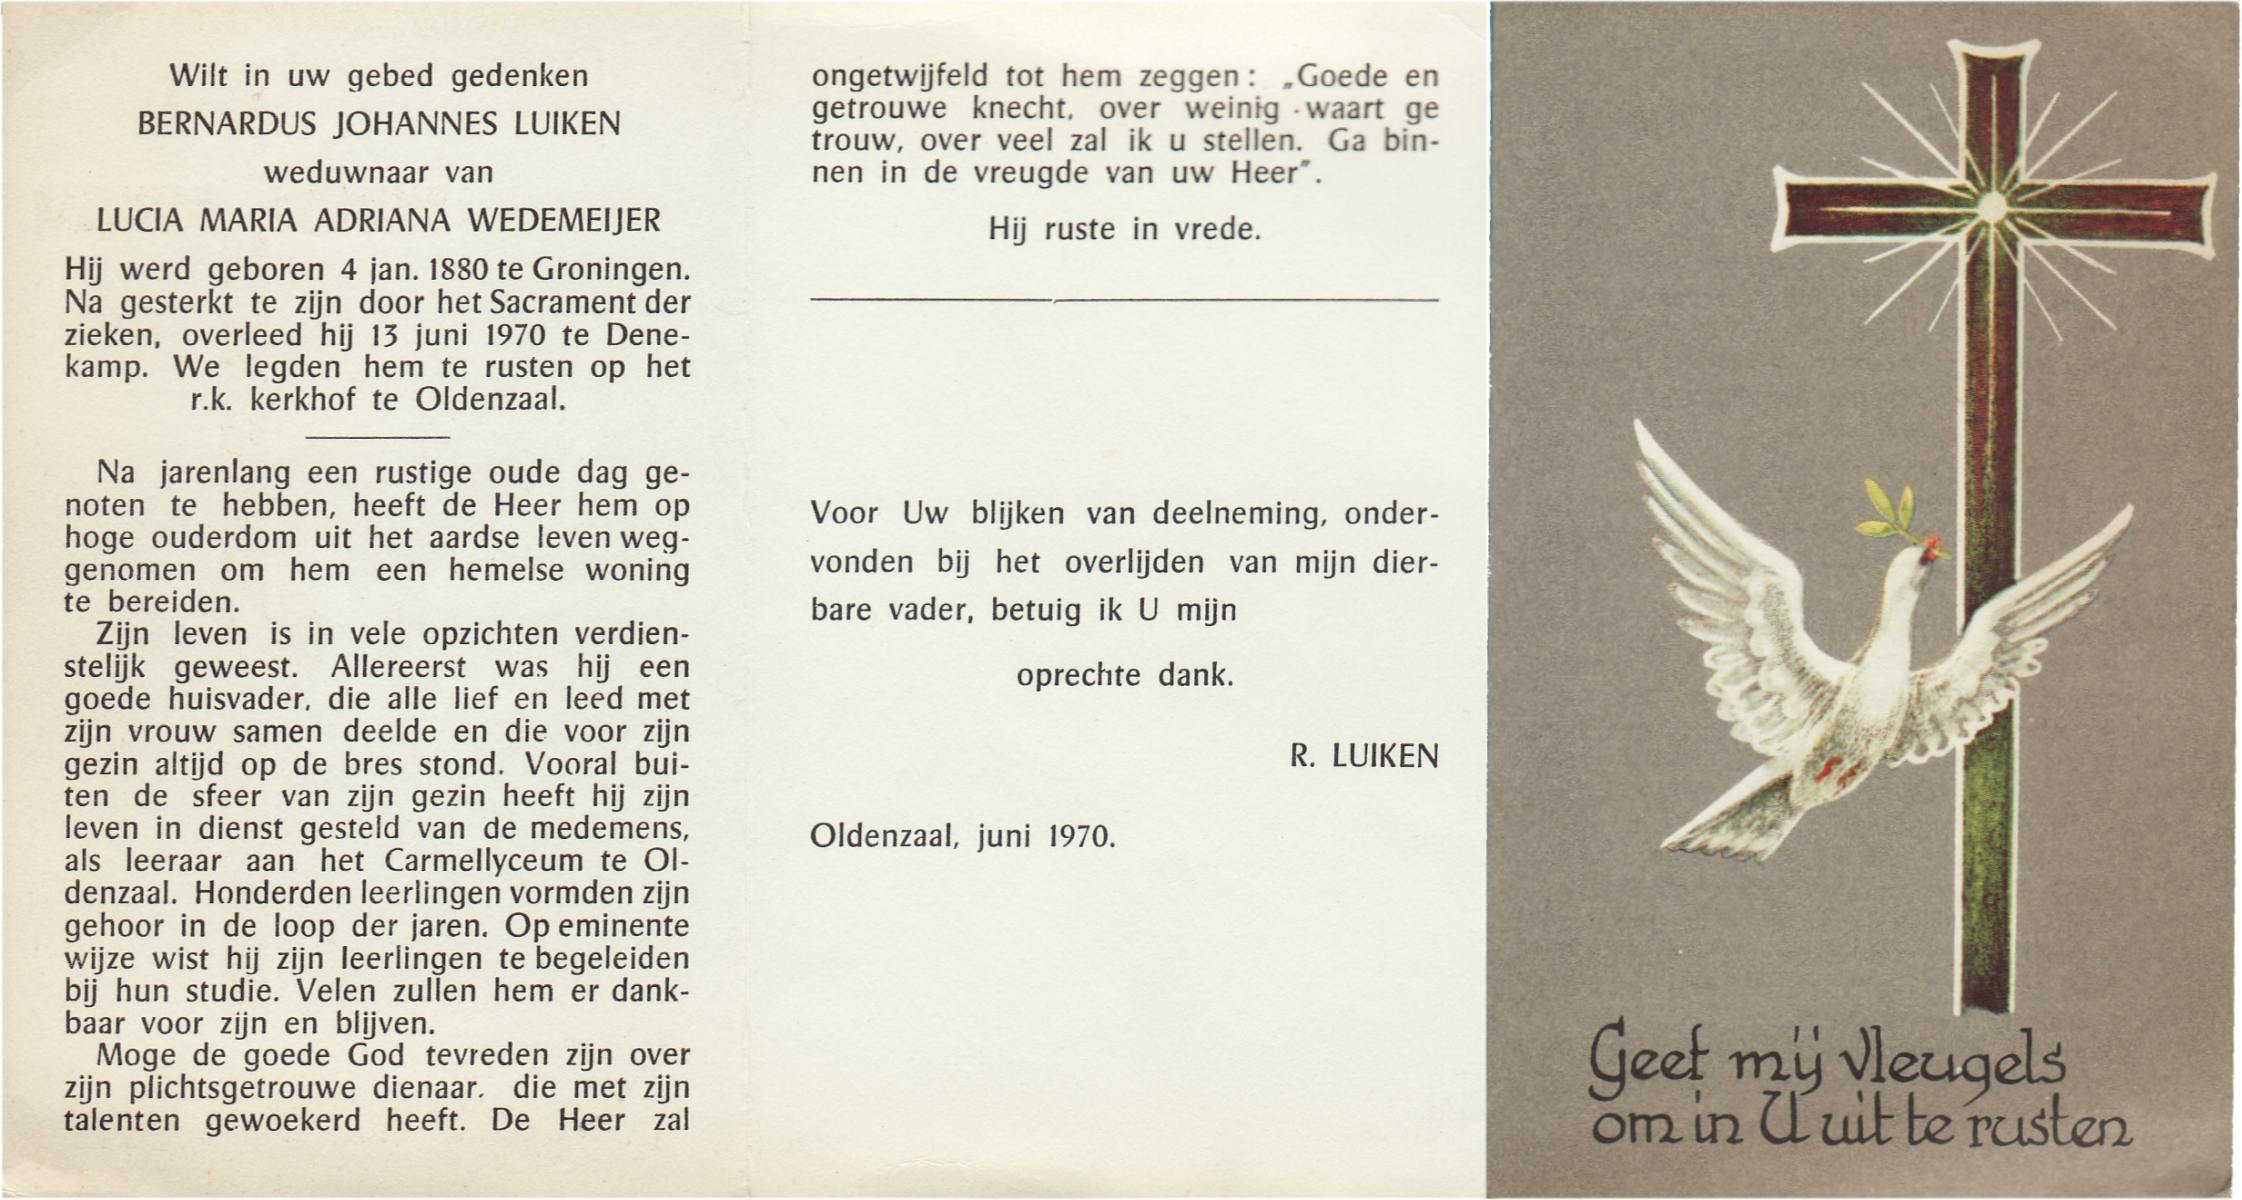 Wilt in uw gebed gedenken
BERNARDUS JOHANNES LUIKEN
weduwnaar van
LUCIA MARIA ADRIANA WEDEMEIJER
Hij werd geboren 4 jan. 1880 te Groningen.
Na gesterkt te zijn door het Sacrament der
zieken, overleed hij 13 juni 1970 te Dene-
kamp. We legden hem te rusten op het
r.k. kerkhof te Oldenzaal.
Na jarenlang een rustige oude dag ge-
noten te hebben, heeft de Heer hem op
hoge ouderdom uit het aardse leven weg-
genomen om hem een hemelse woning
te bereiden.
Zijn leven is in vele opzichten verdien-
stelijk geweest. Allereerst was hij een
goede huisvader, die alle lief en leed met
zijn vrouw samen deelde en die voor zijn
gezin altijd op de bres stond. Vooral bui-
ten de sfeer van zijn gezin heeft hij zijn
leven in dienst gesteld van de medemens,
als leeraar aan het Carmellyceum te Ol-
denzaal. Honderden leerlingen vormden zijn
gehoor in de loop der jaren. Op eminente
wijze wist hij zijn leerlingen te begeleiden
bij hun studie. Velen zullen hem er dank-
baar voor zijn en blijven.
Moge de goede God tevreden zijn over
zijn plichtsgetrouwe dienaar. die met zijn
talenten gewoekerd heeft. De Heer zal
ongetwijfeld tot hem zeggen: „Goede en
getrouwe knecht, over weinig waart ge
trouw, over veel zal ik u stellen. Ga bin-
nen in de vreugde van uw Heer”.
Hij ruste in vrede.
Voor Uw blijken van deelneming, onder-
vonden bij het overlijden van mijn dier-
bare vader, betuig ik U mijn
oprechte dank.
R. LUIKEN
Oldenzaal, juni 1970.
Geef mij vleugels
om in U uit te rusten